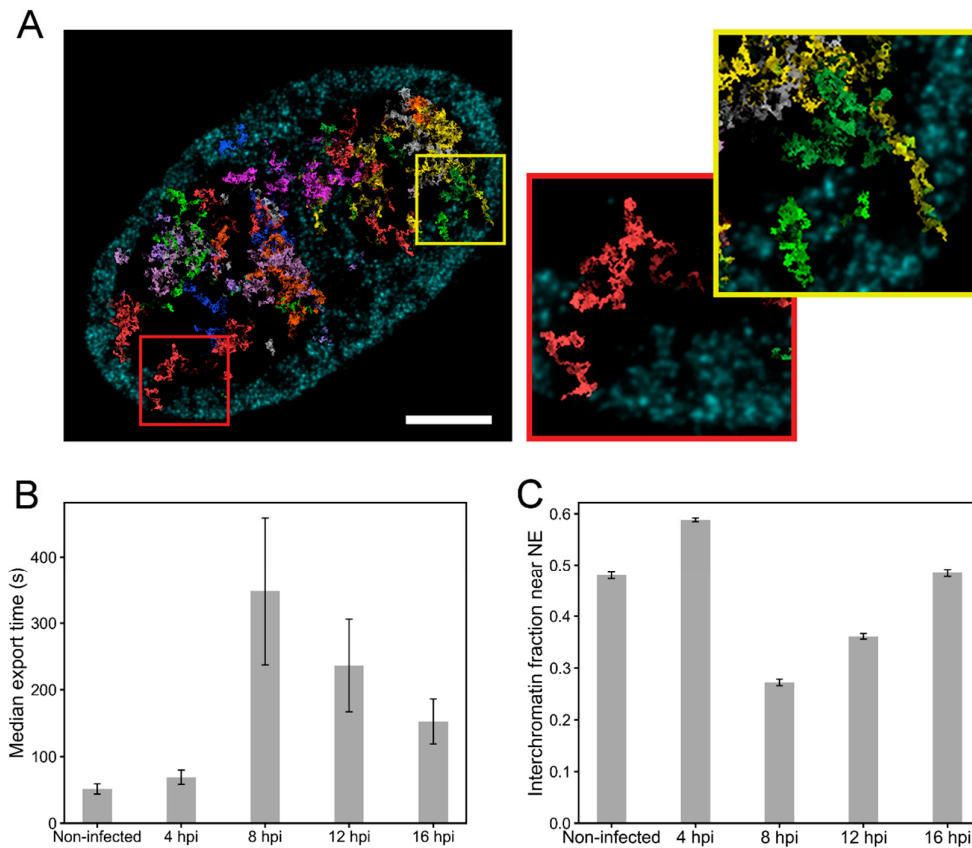 A
B
Median export time (s)
400
300
200
100
0
Non-infected 4 hpi 8 hpi 12 hpi 16 hpi
C
Interchromatin fraction near NE
0.6
0.5
0.4
0.3
0.2
0.1
0.0
Non-infected 4 hpi 8 hpi 12 hpi 16 hpi